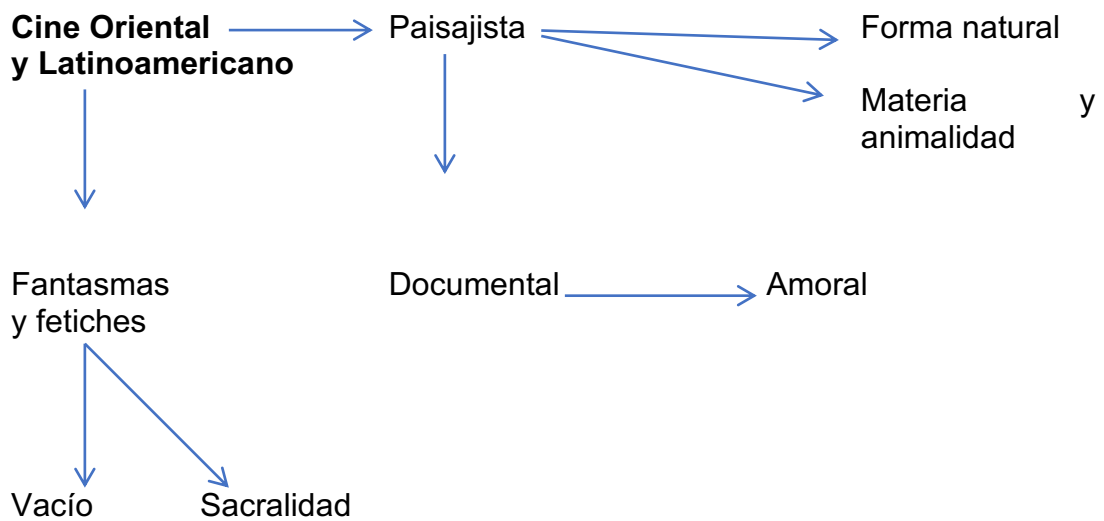 Cine Oriental
y Latinoamericano
Paisajista
Forma natural
Materia y
animalidad
Fantasmas
y fetiches
Documental
Amoral
Vacío
Sacralidad